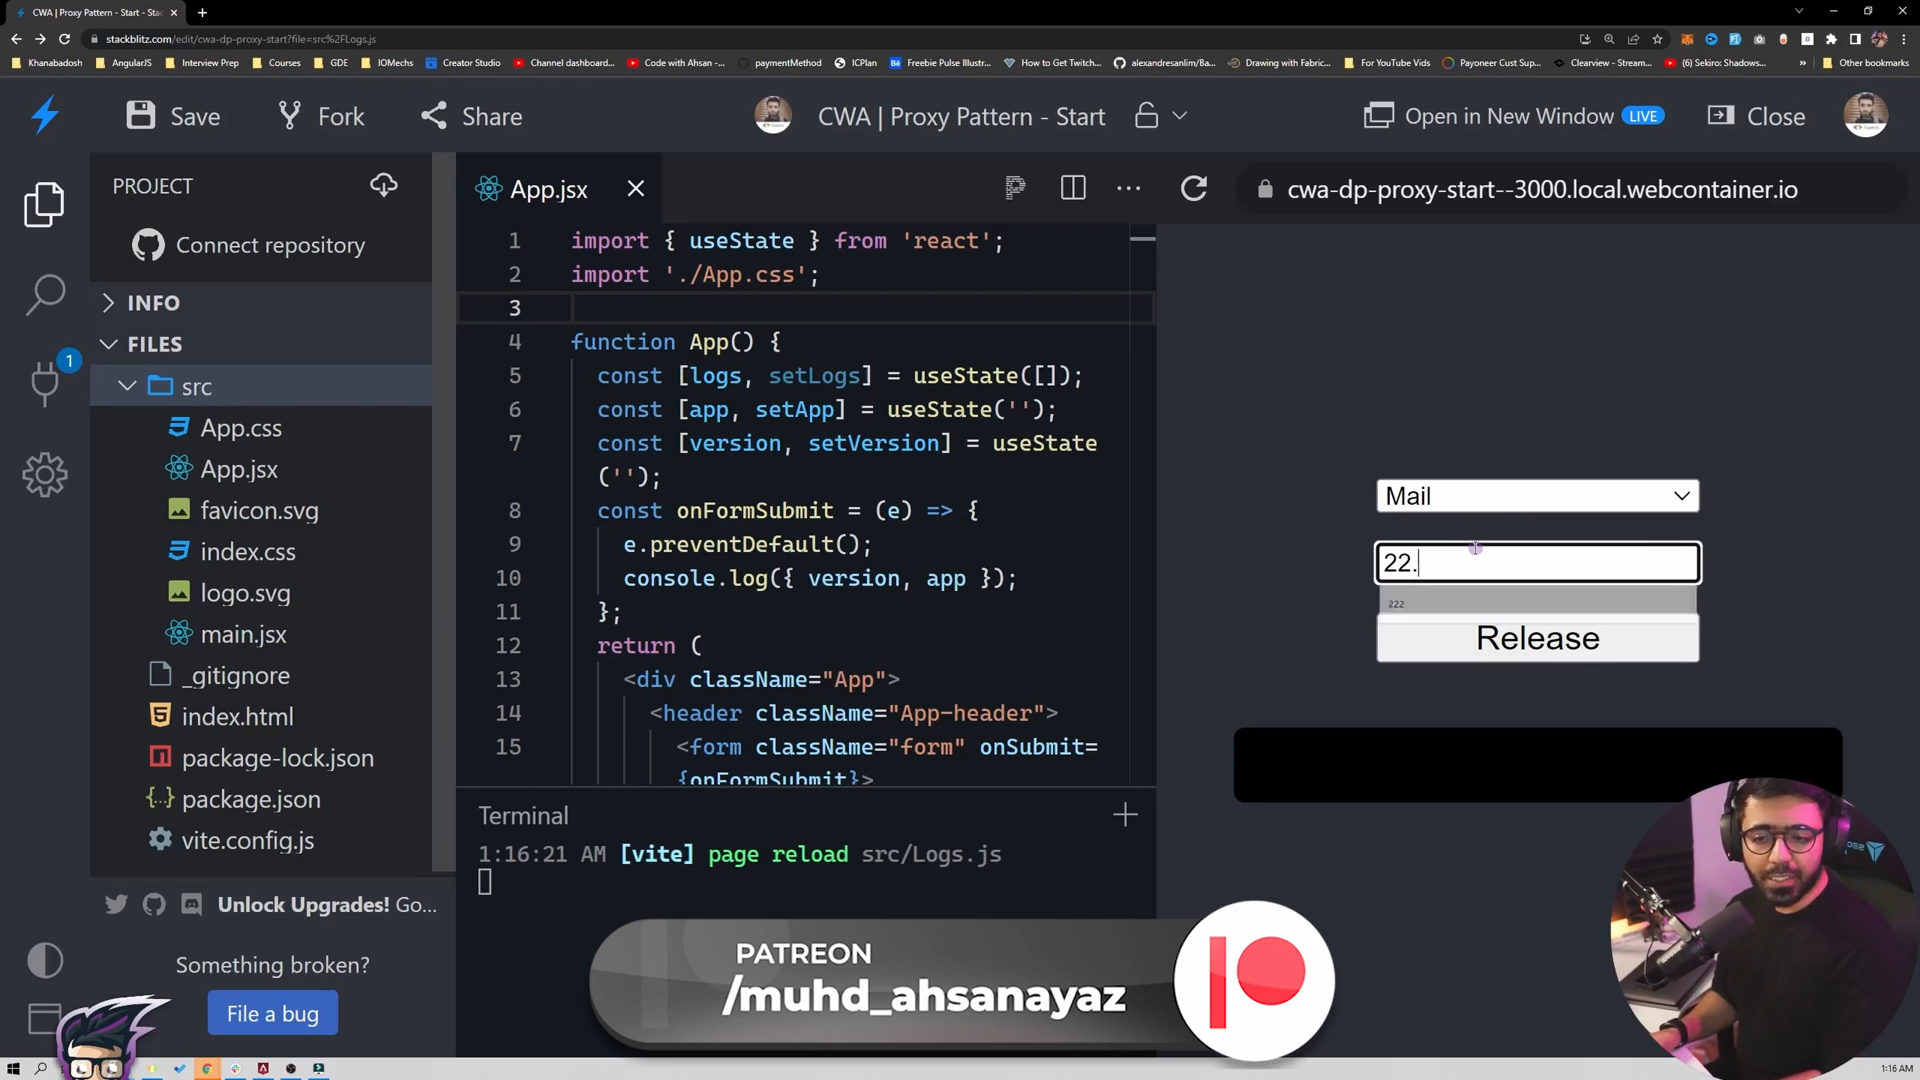 CWA | Proxy Pattern - Start - Stac
stackblitz.com/edit/cwa-dp-proxy-start?file=src%2FLogs.js
Khanabadosh
AngularJS
Interview Prep
Courses
GDE
IOMechs
Creator Studio
Channel dashboard...
Code with Ahsan -...
paymentMethod
ICPlan
Freebie Pulse Illustr...
How to Get Twitch...
alexandresanlim/Ba...
Drawing with Fabric...
For YouTube Vids
Payoneer Cust Sup...
Clearview - Stream...
(6) Sekiro: Shadows...
»
Other bookmarks
Save
Fork
Share
CWA | Proxy Pattern - Start
Open in New Window
LIVE
Close
PROJECT
Connect repository
INFO
FILES
1
src
App.css
App.jsx
favicon.svg
index.css
logo.svg
main.jsx
_gitignore
index.html
package-lock.json
package.json
vite.config.js
Unlock Upgrades! Go...
Something broken?
File a bug
App.jsx
1 import { useState } from 'react';
2 import './App.css';
3
4 function App() {
5 const [logs, setLogs] = useState([]);
6 const [app, setApp] = useState('');
7 const [version, setVersion] = useState
('');
8 const onFormSubmit = (e) => {
9 e.preventDefault();
10 console.log({ version, app });
11 };
12 return (
13 <div className="App">
14 <header className="App-header">
15 <form className="form" onSubmit=
{onFormSubmit}>
Terminal
1:16:21 AM [vite] page reload src/Logs.js
cwa-dp-proxy-start--3000.local.webcontainer.io
Mail
22.
222
Release
PATREON
/muhd_ahsanayaz
1:16 AM